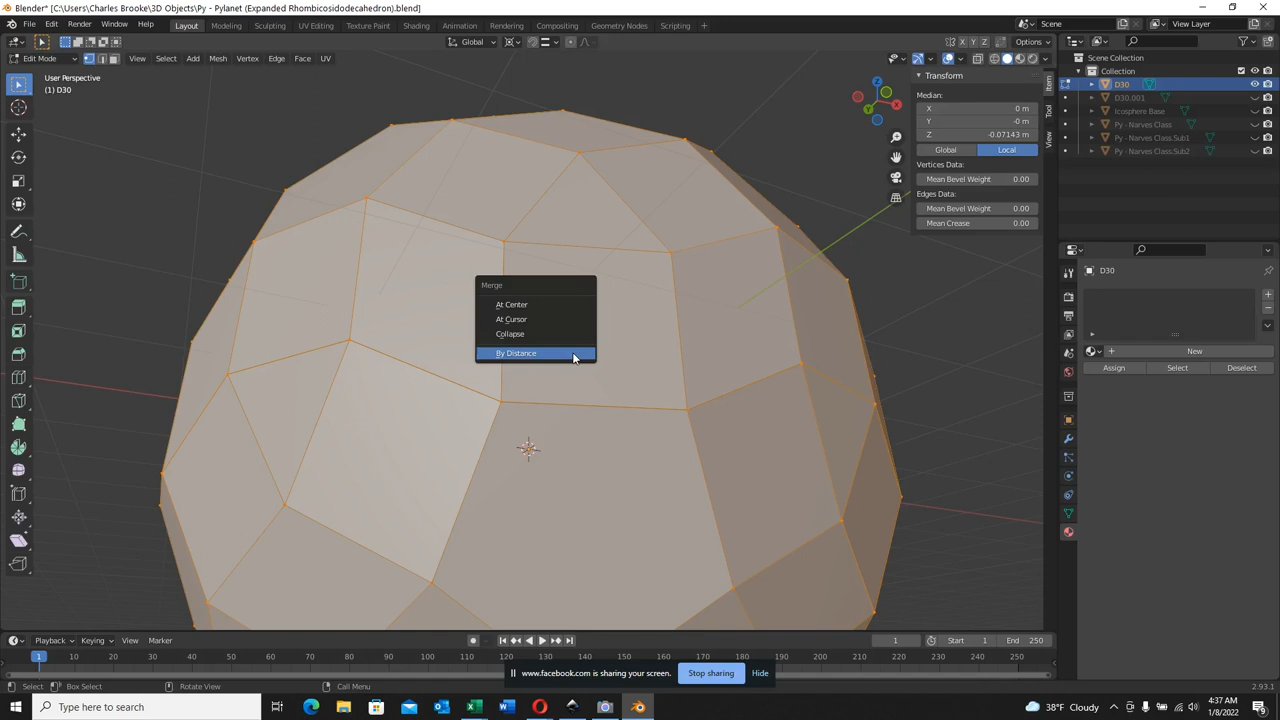 Blender* [C:\Users\Charles Brooke\3D Objects\Py - Pylanet (Expanded Rhombicosidodecahedron).blend]
File Edit Render Window Help Layout Modeling Sculpting UV Editing Texture Paint Shading Animation Rendering Compositing Geometry Nodes Scripting + Scene View Layer
Global X Y Z Options
Edit Mode View Select Add Mesh Vertex Edge Face UV
User Perspective
(1) D30
Transform
Median:
X 0 m
Y -0 m
Z -0.07143 m
Global Local
Vertices Data:
Mean Bevel Weight 0.00
Edges Data:
Mean Bevel Weight 0.00
Mean Crease 0.00
Item
Tool
View
Z
X
Y
Scene Collection
Collection
D30
D30.001
Icosphere Base
Py - Narves Class
Py - Narves Class.Sub1
Py - Narves Class.Sub2
D30
New
Assign Select Deselect
Merge
At Center
At Cursor
Collapse
By Distance
Playback Keying View Marker 1 Start 1 End 250
1 10 20 30 40 50 60 70 80 90 100 110 120 130 140 150 160 170 180 190 200 210 220 230 240 250
www.facebook.com is sharing your screen. Stop sharing Hide
Select Box Select Rotate View Call Menu 2.93.1
Type here to search
38°F Cloudy
4:37 AM
1/8/2022